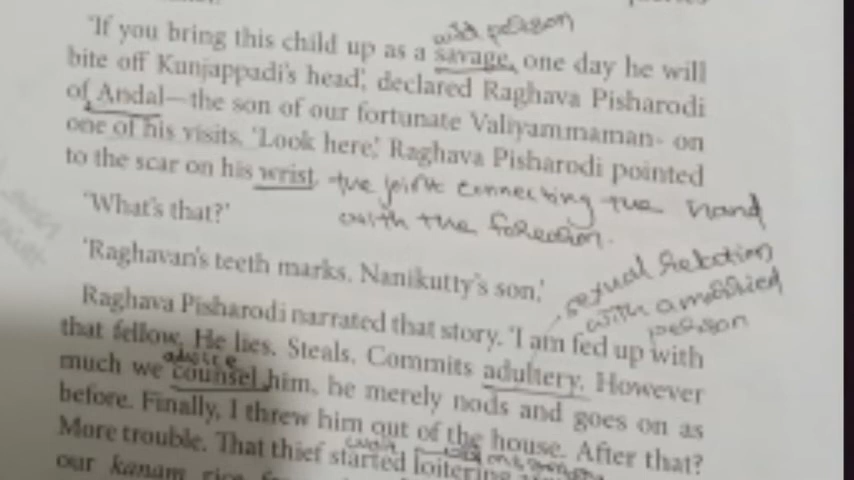 wild person
'If you bring this child up as a savage, one day he will
bite off Kunjappadi's head', declared Raghava Pisharodi
of Andal—the son of our fortunate Valiyammaman- on
one of his visits. 'Look here,' Raghava Pisharodi pointed
to the scar on his wrist. the joint connecting the hand
with the forearm.
'What's that?'
'Raghavan's teeth marks. Nanikutty's son.'
sexual relation
with a married
person
Raghava Pisharodi narrated that story. 'I am fed up with
that fellow. He lies. Steals. Commits adultery. However
advice
much we counsel him, he merely nods and goes on as
before. Finally, I threw him out of the house. After that?
More trouble. That thief started loitering
our kanam rice